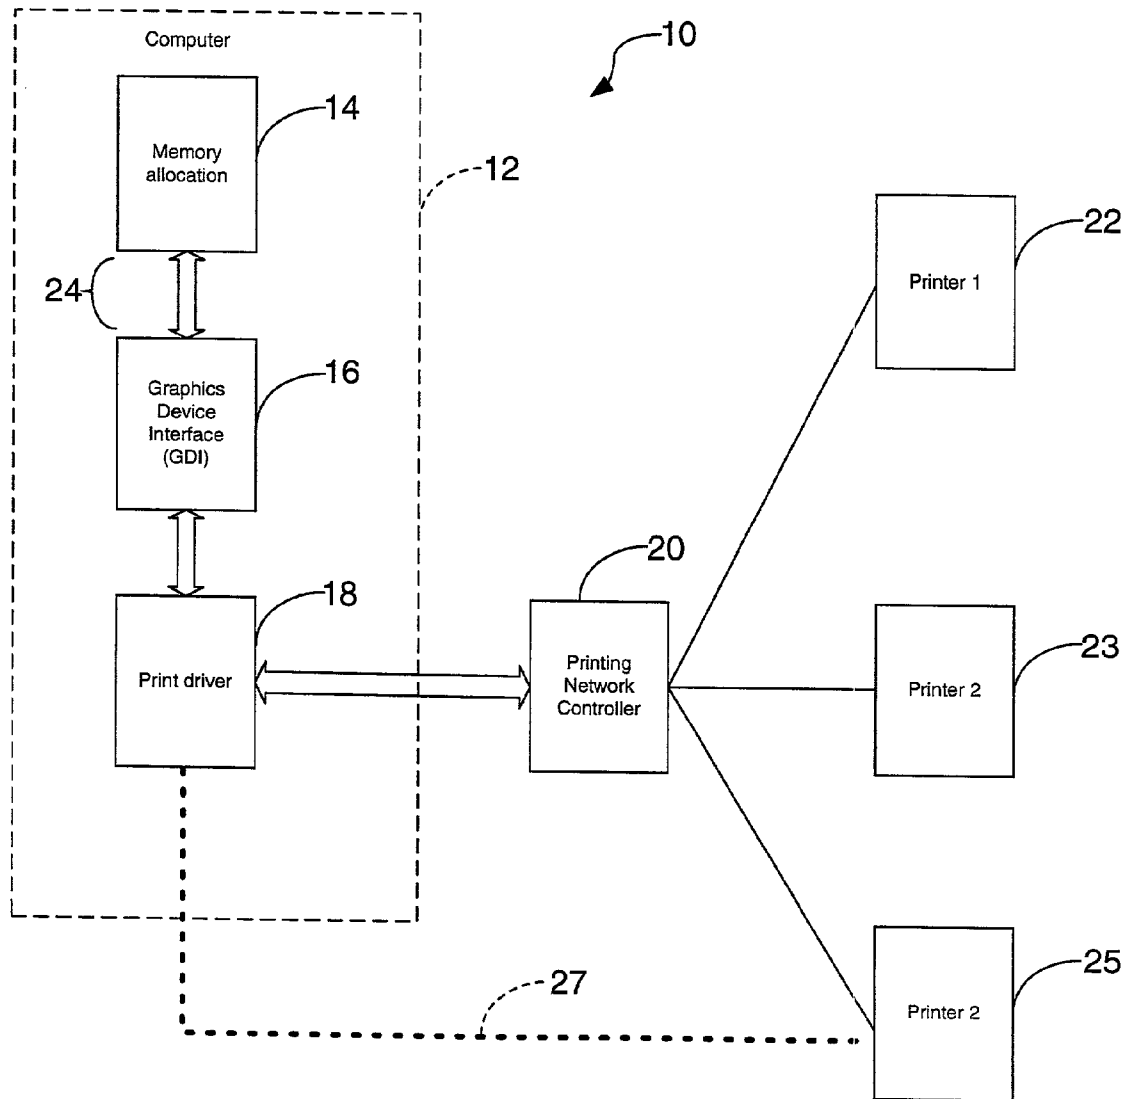 Computer
10
Memory
allocation
14
12
24
Graphics
Device
Interface
(GDI)
16
Print driver
18
Printing
Network
Controller
20
Printer 1
22
Printer 2
23
Printer 2
25
27